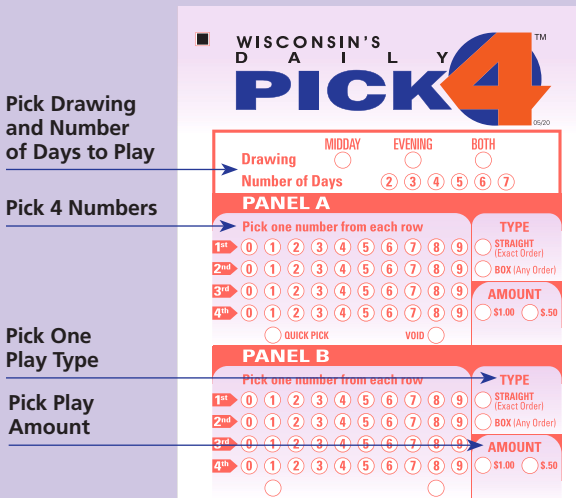 WISCONSIN'S
DAILY
PICK 4™
05/20
Pick Drawing
and Number
of Days to Play
MIDDAY EVENING BOTH
Drawing
Number of Days 2 3 4 5 6 7
Pick 4 Numbers
PANEL A
Pick one number from each row
TYPE
1st 0 1 2 3 4 5 6 7 8 9
STRAIGHT
(Exact Order)
2nd 0 1 2 3 4 5 6 7 8 9
BOX (Any Order)
3rd 0 1 2 3 4 5 6 7 8 9
AMOUNT
4th 0 1 2 3 4 5 6 7 8 9
$1.00 $.50
QUICK PICK VOID
Pick One
Play Type
PANEL B
Pick one number from each row
TYPE
Pick Play
Amount
1st 0 1 2 3 4 5 6 7 8 9
STRAIGHT
(Exact Order)
2nd 0 1 2 3 4 5 6 7 8 9
BOX (Any Order)
3rd 0 1 2 3 4 5 6 7 8 9
AMOUNT
4th 0 1 2 3 4 5 6 7 8 9
$1.00 $.50